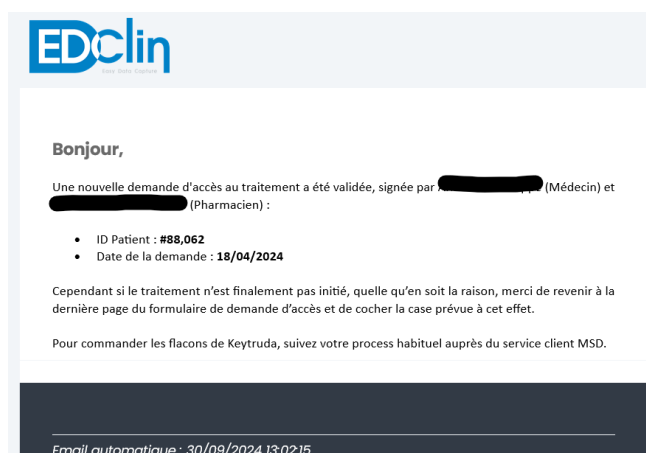 EDClin
Easy Data Capture
Bonjour,
Une nouvelle demande d'accès au traitement a été validée, signée par (Médecin) et
(Pharmacien) :
• ID Patient : #88,062
• Date de la demande : 18/04/2024
Cependant si le traitement n’est finalement pas initié, quelle qu’en soit la raison, merci de revenir à la
dernière page du formulaire de demande d’accès et de cocher la case prévue à cet effet.
Pour commander les flacons de Keytruda, suivez votre process habituel auprès du service client MSD.
Email automatique : 30/09/2024 13:02:15